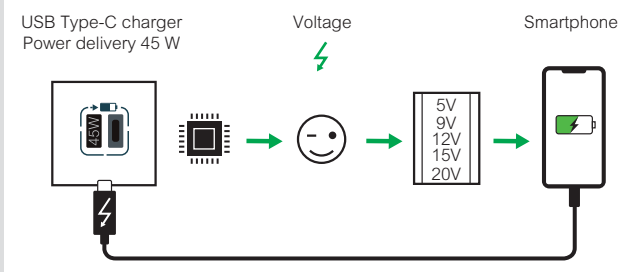 USB Type-C charger
Power delivery 45 W
Voltage
Smartphone
45W
5V
9V
12V
15V
20V